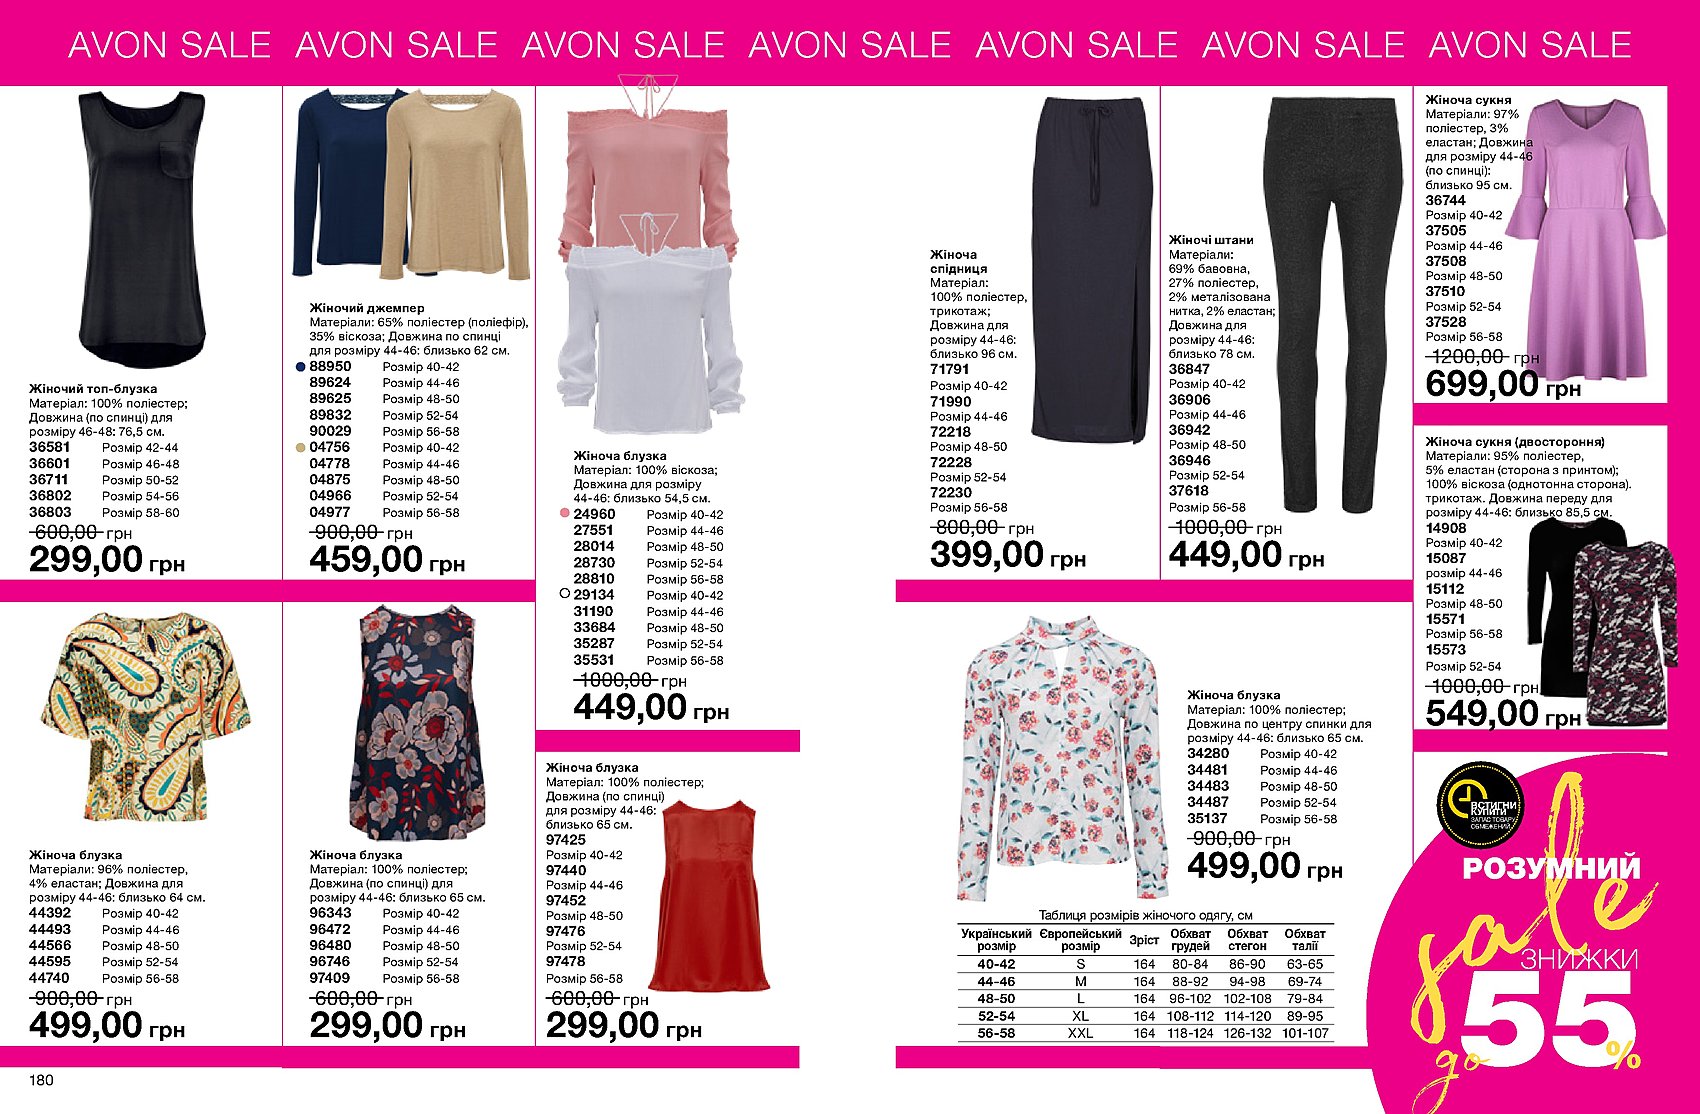 AVON SALE AVON SALE AVON SALE AVON SALE AVON SALE AVON SALE AVON SALE
Жіночий топ-блузка
Матеріал: 100% поліестер;
Довжина (по спинці) для
розміру 46-48: 76,5 см.
36581 Розмір 42-44
36601 Розмір 46-48
36711 Розмір 50-52
36802 Розмір 54-56
36803 Розмір 58-60
600,00 грн
299,00 грн
Жіночий джемпер
Матеріали: 65% поліестер (поліефір),
35% віскоза; Довжина по спинці
для розміру 44-46: близько 62 см.
88950 Розмір 40-42
89624 Розмір 44-46
89625 Розмір 48-50
89832 Розмір 52-54
90029 Розмір 56-58
04756 Розмір 40-42
04778 Розмір 44-46
04875 Розмір 48-50
04966 Розмір 52-54
04977 Розмір 56-58
900,00 грн
459,00 грн
Жіноча блузка
Матеріал: 100% віскоза;
Довжина для розміру
44-46: близько 54,5 см.
24960 Розмір 40-42
27551 Розмір 44-46
28014 Розмір 48-50
28730 Розмір 52-54
28810 Розмір 56-58
29134 Розмір 40-42
31190 Розмір 44-46
33684 Розмір 48-50
35287 Розмір 52-54
35531 Розмір 56-58
1000,00 грн
449,00 грн
Жіноча блузка
Матеріали: 96% поліестер,
4% еластан; Довжина для
розміру 44-46: близько 64 см.
44392 Розмір 40-42
44493 Розмір 44-46
44566 Розмір 48-50
44595 Розмір 52-54
44740 Розмір 56-58
900,00 грн
499,00 грн
Жіноча блузка
Матеріал: 100% поліестер;
Довжина (по спинці) для
розміру 44-46: близько 65 см.
96343 Розмір 40-42
96472 Розмір 44-46
96480 Розмір 48-50
96746 Розмір 52-54
97409 Розмір 56-58
600,00 грн
299,00 грн
Жіноча блузка
Матеріал: 100% поліестер;
Довжина (по спинці)
для розміру 44-46:
близько 65 см.
97425
Розмір 40-42
97440
Розмір 44-46
97452
Розмір 48-50
97476
Розмір 52-54
97478
Розмір 56-58
600,00 грн
299,00 грн
180
Жіноча
спідниця
Матеріал:
100% поліестер,
трикотаж;
Довжина для
розміру 44-46:
близько 96 см.
71791
Розмір 40-42
71990
Розмір 44-46
72218
Розмір 48-50
72228
Розмір 52-54
72230
Розмір 56-58
800,00 грн
399,00 грн
Жіночі штани
Матеріали:
69% бавовна,
27% поліестер,
2% металізована
нитка, 2% еластан;
Довжина для
розміру 44-46:
близько 78 см.
36847
Розмір 40-42
36906
Розмір 44-46
36942
Розмір 48-50
36946
Розмір 52-54
37618
Розмір 56-58
1000,00 грн
449,00 грн
Жіноча сукня
Матеріали: 97%
поліестер, 3%
еластан; Довжина
для розміру 44-46
(по спинці):
близько 95 см.
36744
Розмір 40-42
37505
Розмір 44-46
37508
Розмір 48-50
37510
Розмір 52-54
37528
Розмір 56-58
1200,00 грн
699,00 грн
Жіноча сукня (двостороння)
Матеріали: 95% поліестер,
5% еластан (сторона з принтом);
100% віскоза (однотонна сторона).
трикотаж. Довжина переду для
розміру 44-46: близько 85,5 см.
14908
Розмір 40-42
15087
розмір 44-46
15112
Розмір 48-50
15571
Розмір 56-58
15573
Розмір 52-54
1000,00 грн
549,00 грн
Жіноча блузка
Матеріал: 100% поліестер;
Довжина по центру спинки для
розміру 44-46: близько 65 см.
34280 Розмір 40-42
34481 Розмір 44-46
34483 Розмір 48-50
34487 Розмір 52-54
35137 Розмір 56-58
900,00 грн
499,00 грн
Таблиця розмірів жіночого одягу, см
Український розмір Європейський розмір Зріст Обхват грудей Обхват стегон Обхват талії
40-42 S 164 80-84 86-90 63-65
44-46 M 164 88-92 94-98 69-74
48-50 L 164 96-102 102-108 79-84
52-54 XL 164 108-112 114-120 89-95
56-58 XXL 164 118-124 126-132 101-107
ВСТИГНИ
КУПИТИ
ЗАПАС ТОВАРУ
ОБМЕЖЕНИЙ
РОЗУМНИЙ
sale
ЗНИЖКИ
до 55%